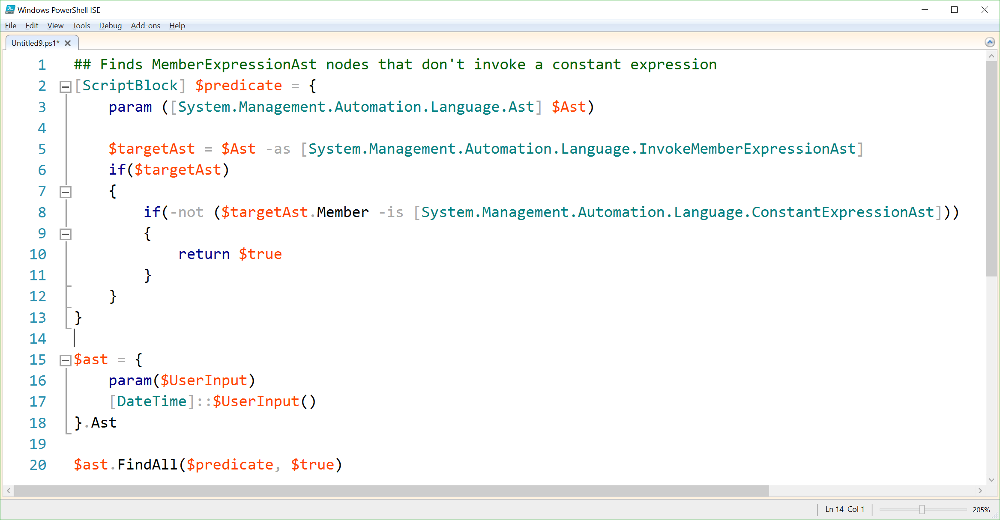 Windows PowerShell ISE
File Edit View Tools Debug Add-ons Help
Untitled9.ps1*
1 ## Finds MemberExpressionAst nodes that don't invoke a constant expression
2 [ScriptBlock] $predicate = {
3     param ([System.Management.Automation.Language.Ast] $Ast)
4
5     $targetAst = $Ast -as [System.Management.Automation.Language.InvokeMemberExpressionAst]
6     if($targetAst)
7     {
8         if(-not ($targetAst.Member -is [System.Management.Automation.Language.ConstantExpressionAst]))
9         {
10             return $true
11         }
12     }
13 }
14
15 $ast = {
16     param($UserInput)
17     [DateTime]::$UserInput()
18 }.Ast
19
20 $ast.FindAll($predicate, $true)
Ln 14 Col 1 205%